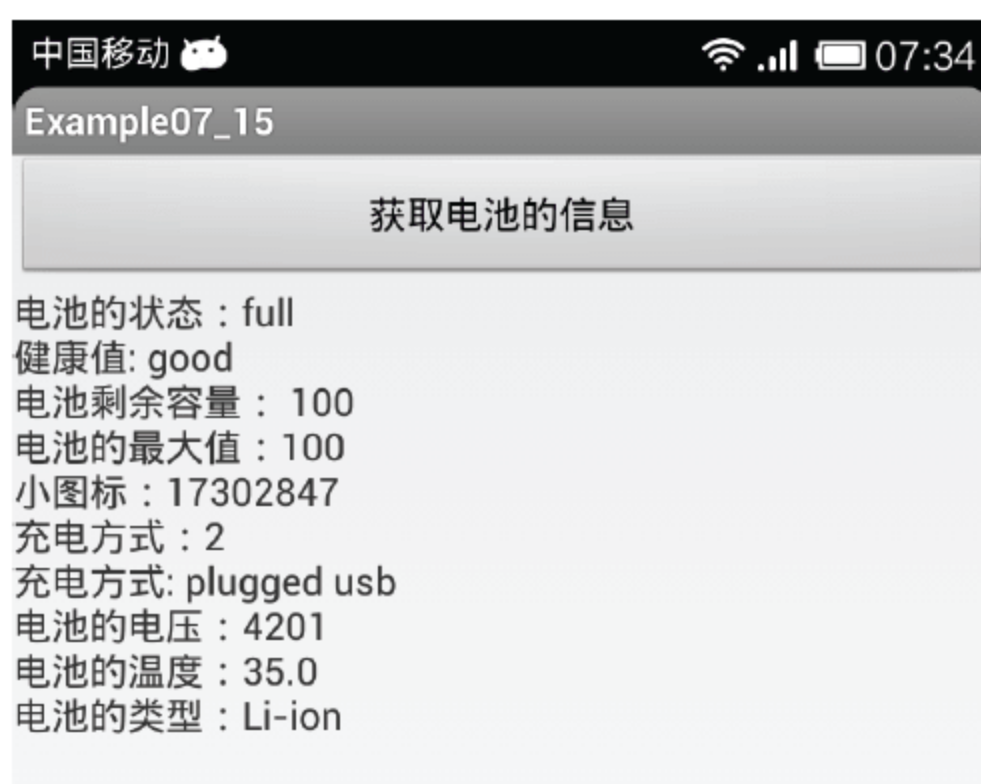 中国移动 07:34
Example07_15
获取电池的信息
电池的状态：full
健康值: good
电池剩余容量： 100
电池的最大值：100
小图标：17302847
充电方式：2
充电方式: plugged usb
电池的电压：4201
电池的温度：35.0
电池的类型：Li-ion